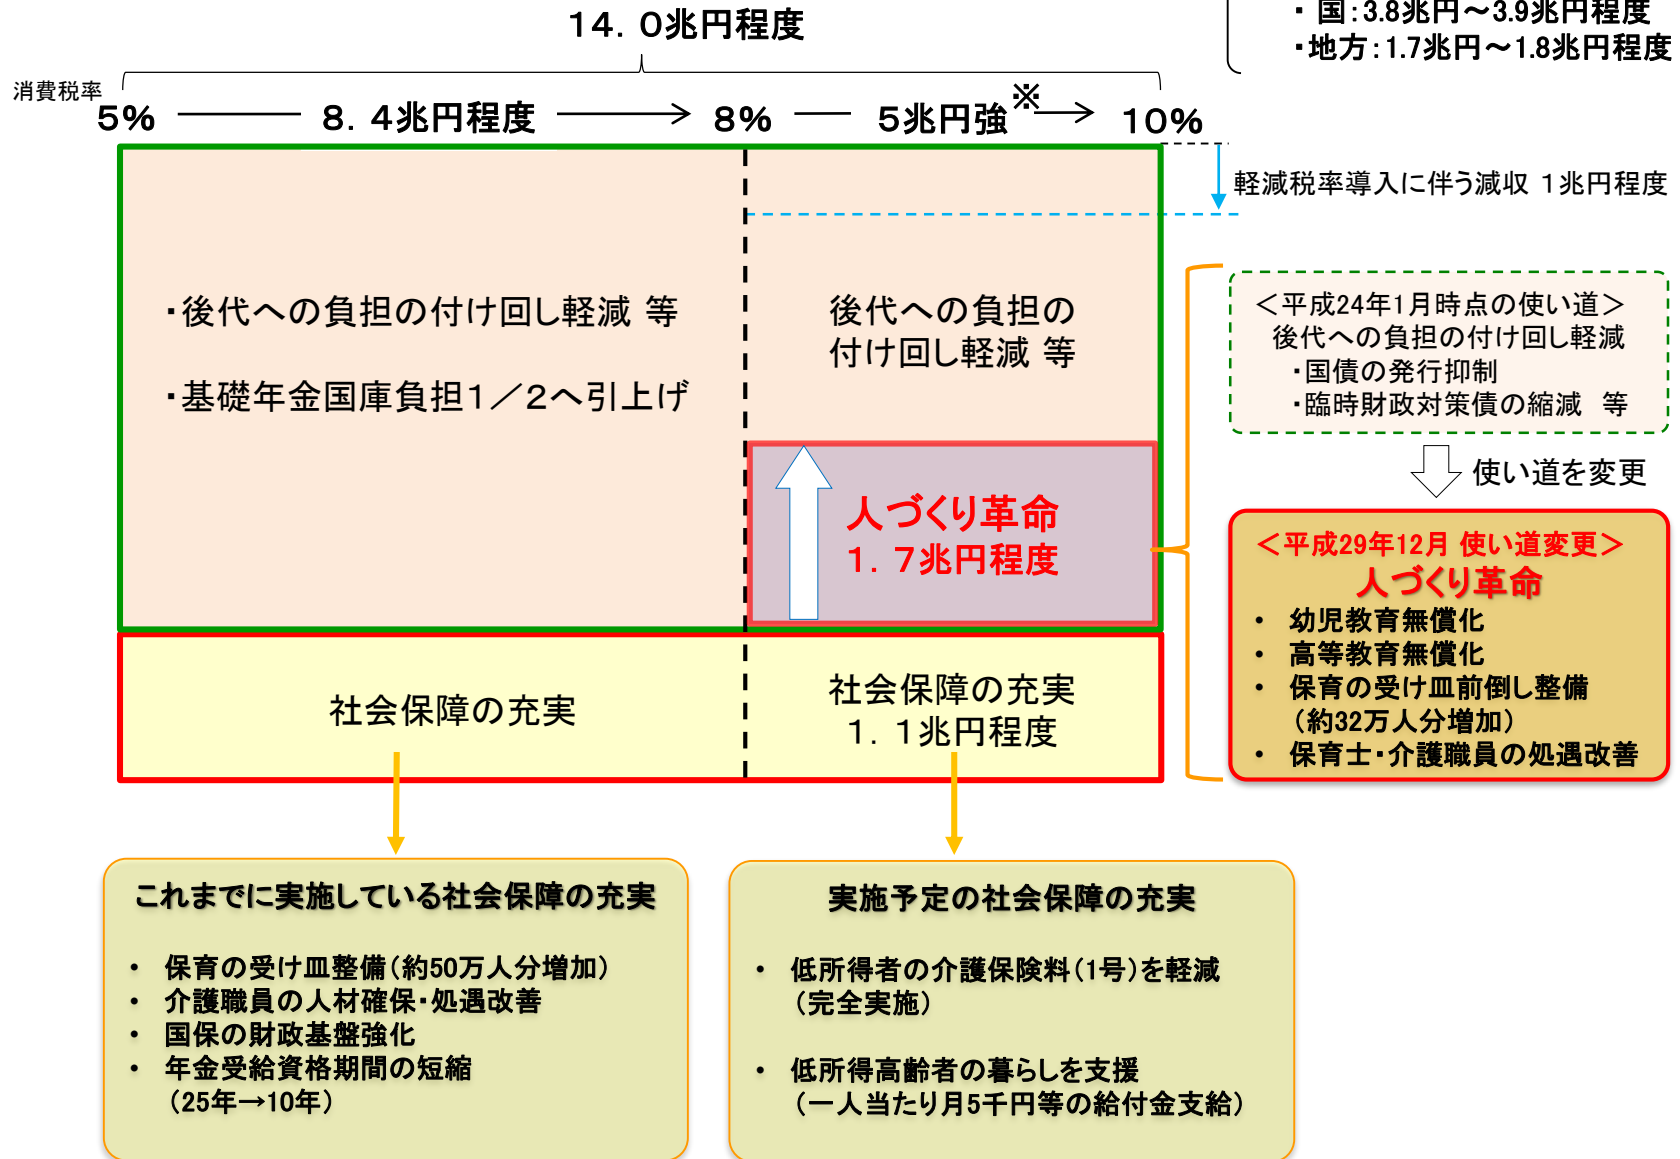 ・国：3.8兆円～3.9兆円程度
・地方：1.7兆円～1.8兆円程度
１４．０兆円程度
消費税率
５％
８．４兆円程度
８％
５兆円強※
１０％
軽減税率導入に伴う減収 １兆円程度
・後代への負担の付け回し軽減 等
・基礎年金国庫負担１／２へ引上げ
後代への負担の
付け回し軽減 等
人づくり革命
１．７兆円程度
＜平成24年1月時点の使い道＞
後代への負担の付け回し軽減
・国債の発行抑制
・臨時財政対策債の縮減　等
使い道を変更
＜平成29年12月 使い道変更＞
人づくり革命
• 幼児教育無償化
• 高等教育無償化
• 保育の受け皿前倒し整備
（約32万人分増加）
• 保育士・介護職員の処遇改善
社会保障の充実
社会保障の充実
１．１兆円程度
これまでに実施している社会保障の充実
• 保育の受け皿整備（約50万人分増加）
• 介護職員の人材確保・処遇改善
• 国保の財政基盤強化
• 年金受給資格期間の短縮
（25年→10年）
実施予定の社会保障の充実
• 低所得者の介護保険料（1号）を軽減
（完全実施）
• 低所得高齢者の暮らしを支援
（一人当たり月5千円等の給付金支給）